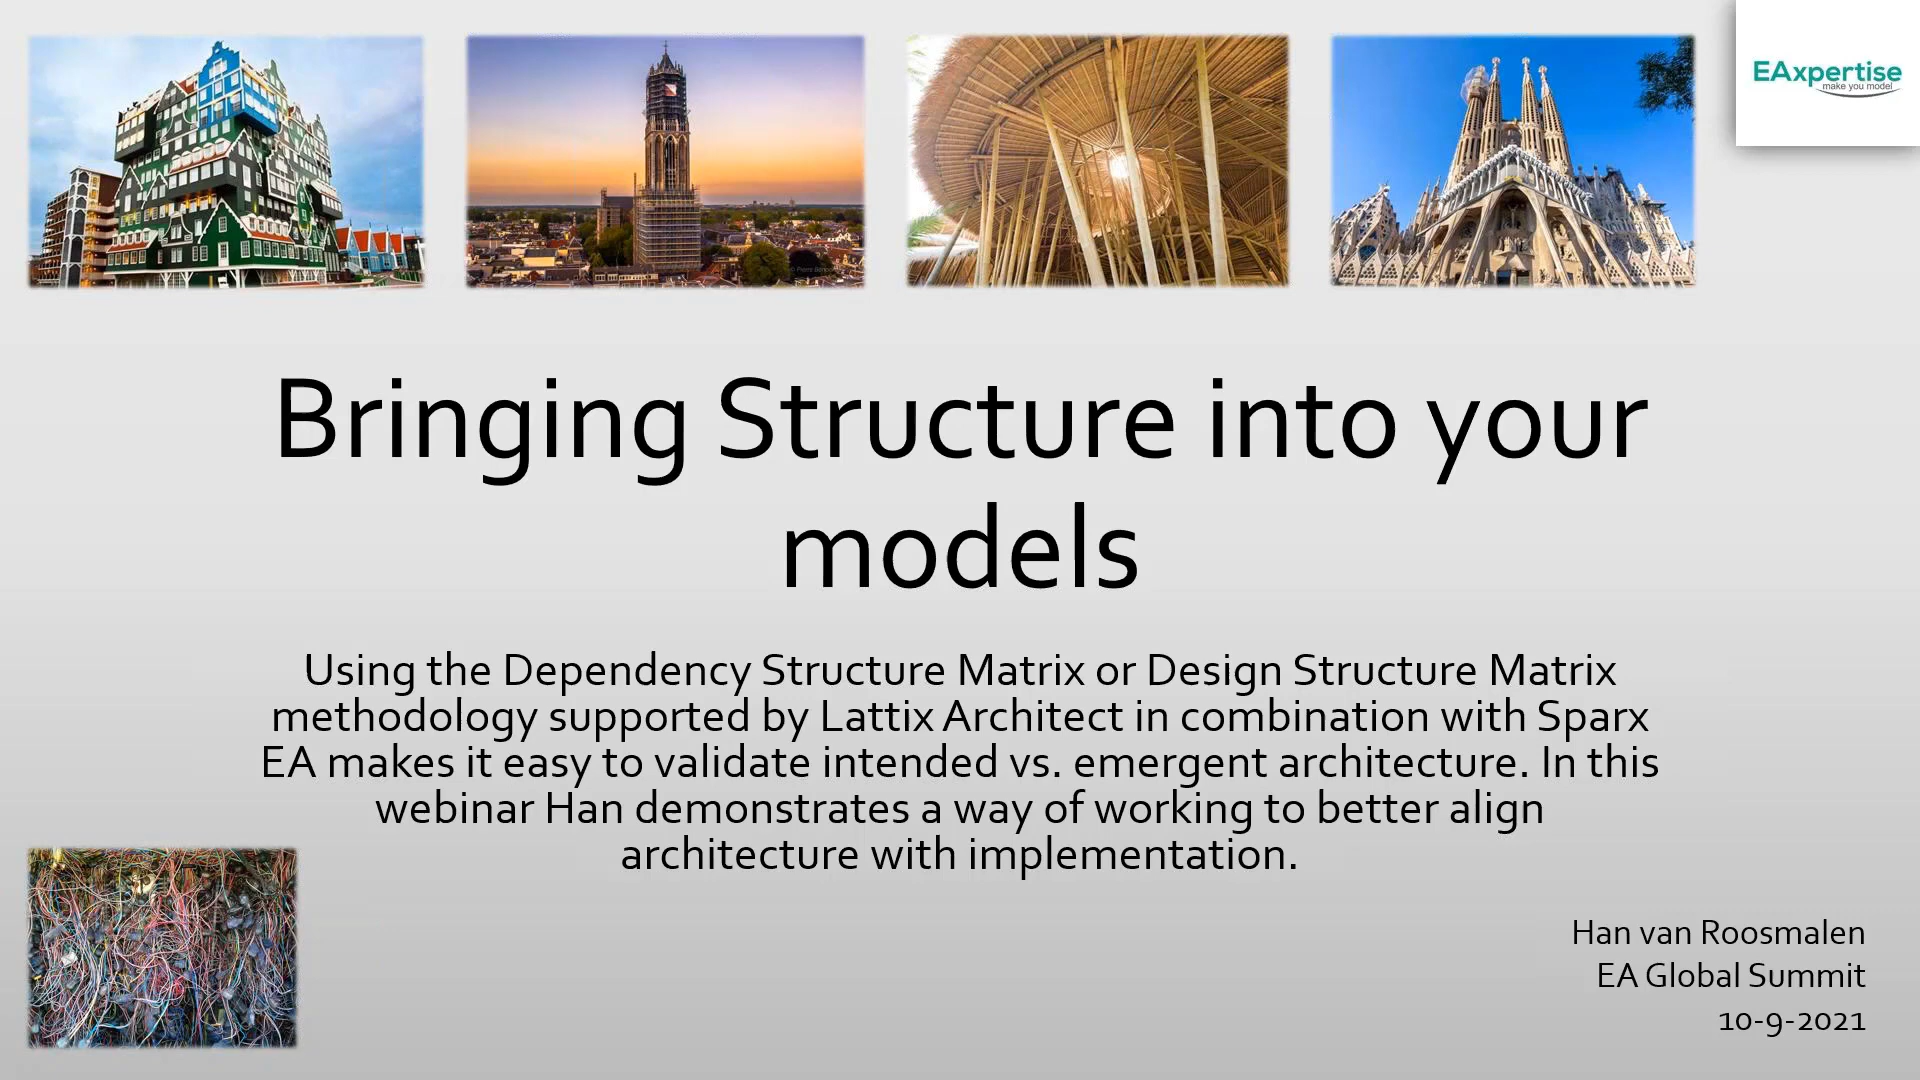 EAxpertise
make you model
Bringing Structure into your
models
Using the Dependency Structure Matrix or Design Structure Matrix
methodology supported by Lattix Architect in combination with Sparx
EA makes it easy to validate intended vs. emergent architecture. In this
webinar Han demonstrates a way of working to better align
architecture with implementation.
Han van Roosmalen
EA Global Summit
10-9-2021